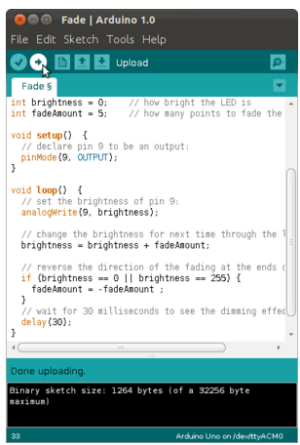 Fade | Arduino 1.0
File Edit Sketch Tools Help
Upload
Fade §
int brightness = 0;    // how bright the LED is
int fadeAmount = 5;    // how many points to fade the
void setup()  {
  // declare pin 9 to be an output:
  pinMode(9, OUTPUT);
}
void loop()  {
  // set the brightness of pin 9:
  analogWrite(9, brightness);
  // change the brightness for next time through the
  brightness = brightness + fadeAmount;
  // reverse the direction of the fading at the ends
  if (brightness == 0 || brightness == 255) {
    fadeAmount = -fadeAmount ;
  }
  // wait for 30 milliseconds to see the dimming effec
  delay(30);
}
Done uploading.
Binary sketch size: 1264 bytes (of a 32256 byte
maximum)
33
Arduino Uno on /dev/ttyACM0